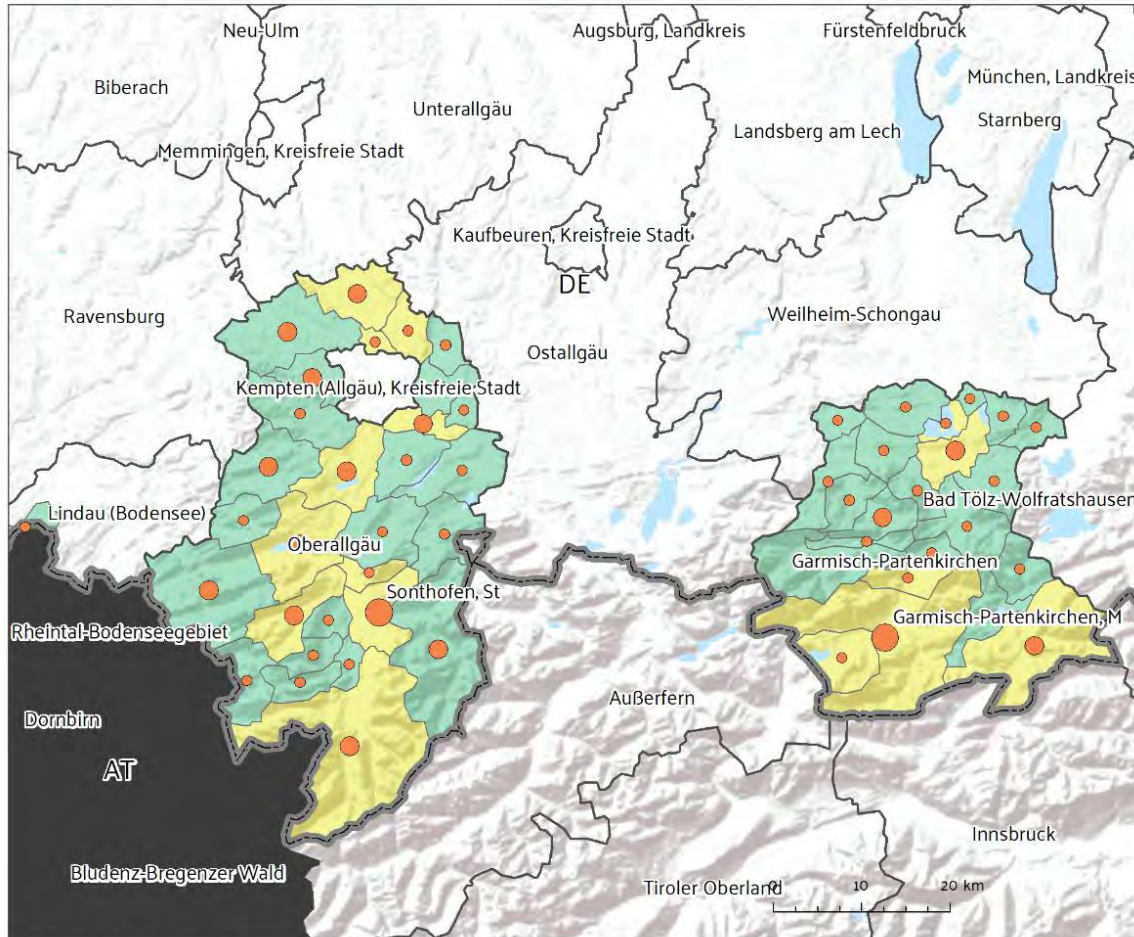 Neu-Ulm
Augsburg, Landkreis
Fürstenfeldbruck
Biberach
Unterallgäu
München, Landkreis
Landsberg am Lech
Starnberg
Memmingen, Kreisfreie Stadt
Kaufbeuren, Kreisfreie Stadt
DE
Ravensburg
Weilheim-Schongau
Ostallgäu
Kempten (Allgäu), Kreisfreie Stadt
Lindau (Bodensee)
Bad Tölz-Wolfratshausen
Oberallgäu
Garmisch-Partenkirchen
Sonthofen, St
Garmisch-Partenkirchen, M
Rheintal-Bodenseegebiet
Außerfern
Dornbirn
AT
Innsbruck
Bludenz-Bregenzer Wald
Tiroler Oberland
0 10 20 km